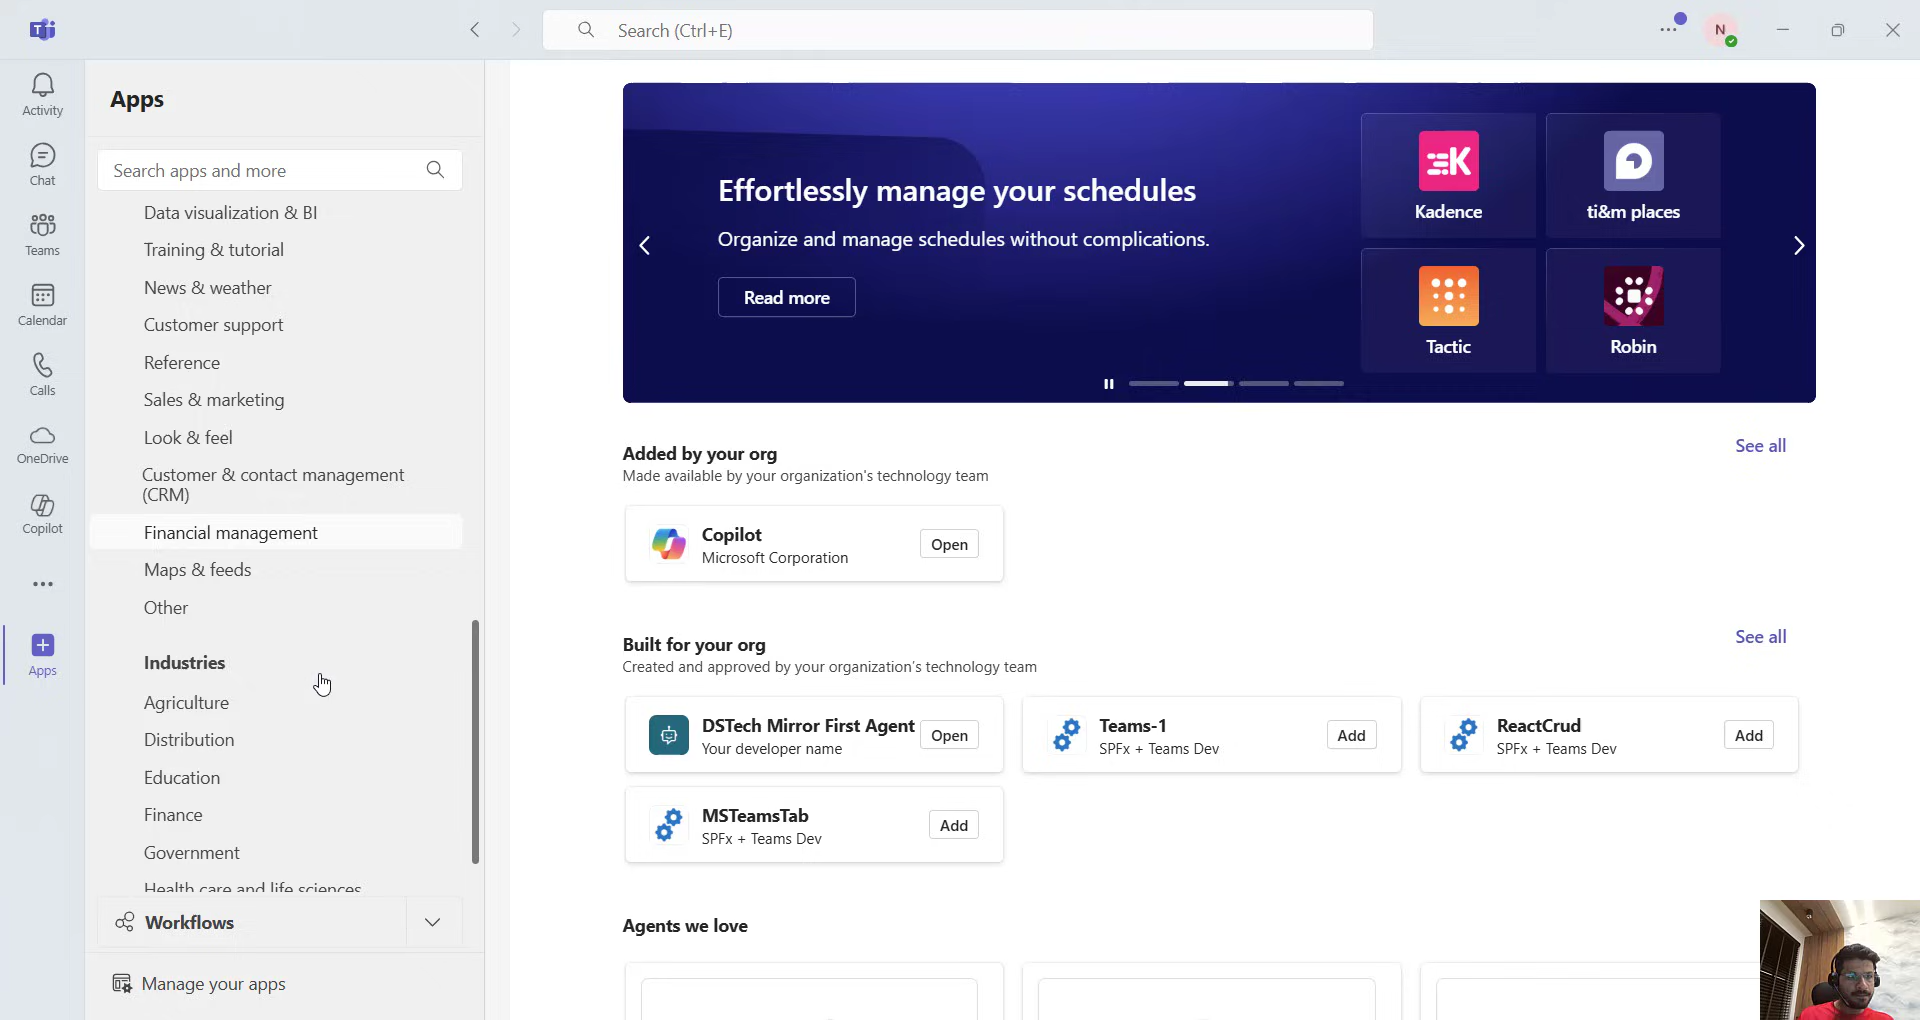 Search (Ctrl+E)
N
Activity
Chat
Teams
Calendar
Calls
OneDrive
Copilot
Apps
Apps
Search apps and more
Data visualization & BI
Training & tutorial
News & weather
Customer support
Reference
Sales & marketing
Look & feel
Customer & contact management
(CRM)
Financial management
Maps & feeds
Other
Industries
Agriculture
Distribution
Education
Finance
Government
Health care and life sciences
Workflows
Manage your apps
Effortlessly manage your schedules
Organize and manage schedules without complications.
Read more
Kadence
ti&m places
Tactic
Robin
Added by your org
See all
Made available by your organization's technology team
Copilot
Microsoft Corporation
Open
Built for your org
See all
Created and approved by your organization's technology team
DSTech Mirror First Agent
Your developer name
Open
Teams-1
SPFx + Teams Dev
Add
ReactCrud
SPFx + Teams Dev
Add
MSTeamsTab
SPFx + Teams Dev
Add
Agents we love